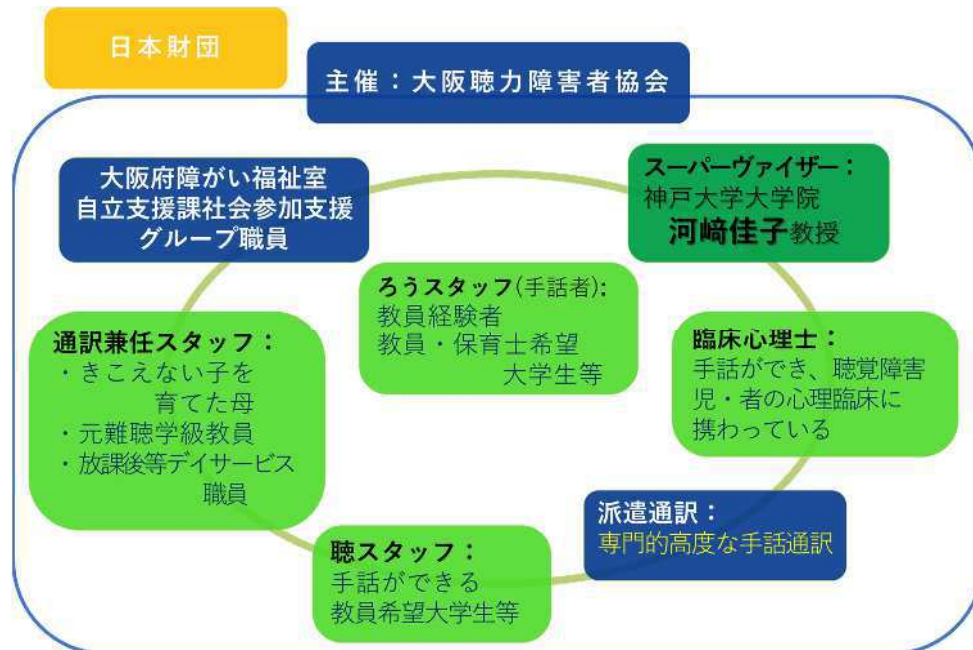 日本財団
主催：大阪聴力障害者協会
大阪府障がい福祉室
自立支援課社会参加支援
グループ職員
スーパーヴァイザー：
神戸大学大学院
河﨑佳子教授
ろうスタッフ(手話者)：
教員経験者
教員・保育士希望
大学生等
通訳兼任スタッフ：
・きこえない子を
育てた母
・元難聴学級教員
・放課後等デイサービス
職員
臨床心理士：
手話ができ、聴覚障害
児・者の心理臨床に
携わっている
派遣通訳：
専門的高度な手話通訳
聴スタッフ：
手話ができる
教員希望大学生等